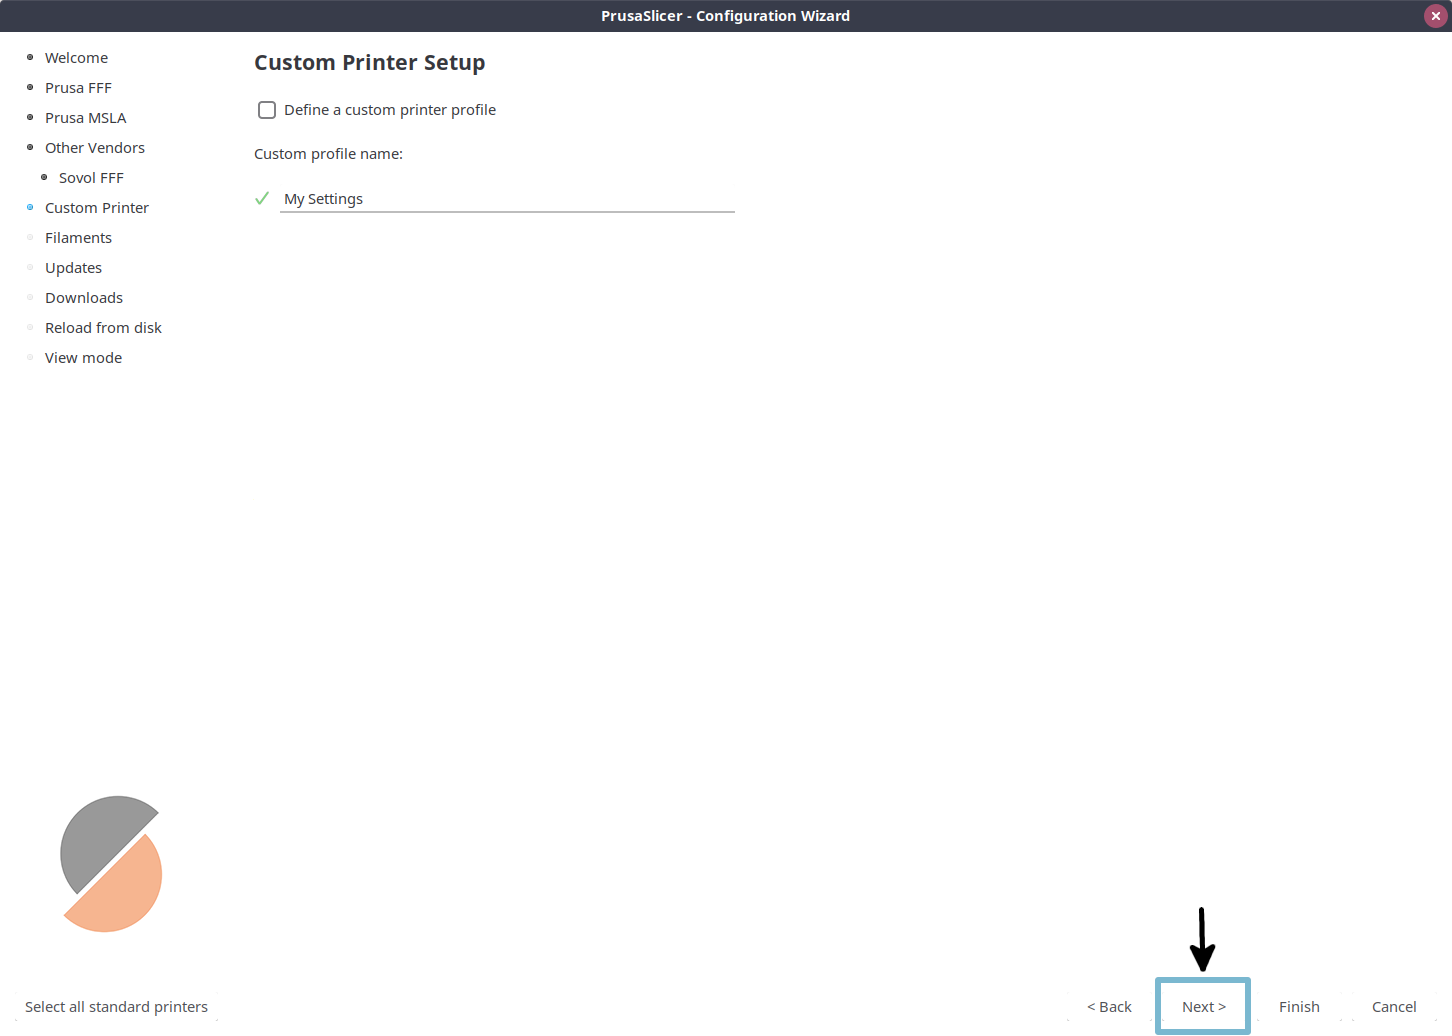 PrusaSlicer - Configuration Wizard
Welcome
Prusa FFF
Prusa MSLA
Other Vendors
Sovol FFF
Custom Printer
Filaments
Updates
Downloads
Reload from disk
View mode
Custom Printer Setup
Define a custom printer profile
Custom profile name:
My Settings
Select all standard printers
< Back
Next >
Finish
Cancel